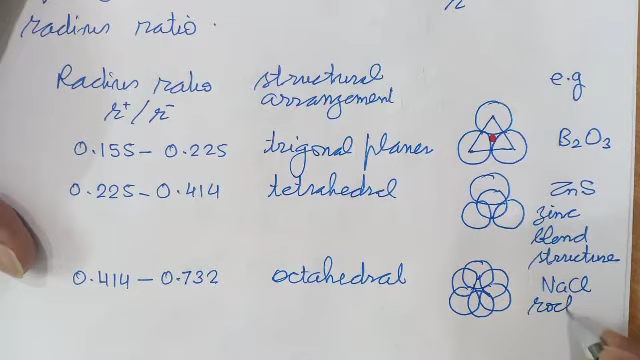 radius ratio.
Radius ratio structural e.g
r⁺/r⁻ arrangement
0.155 - 0.225 trigonal planer B₂O₃
0.225 - 0.414 tetrahedral ZnS
zinc
blend
structure
0.414 - 0.732 octahedral NaCl
roc